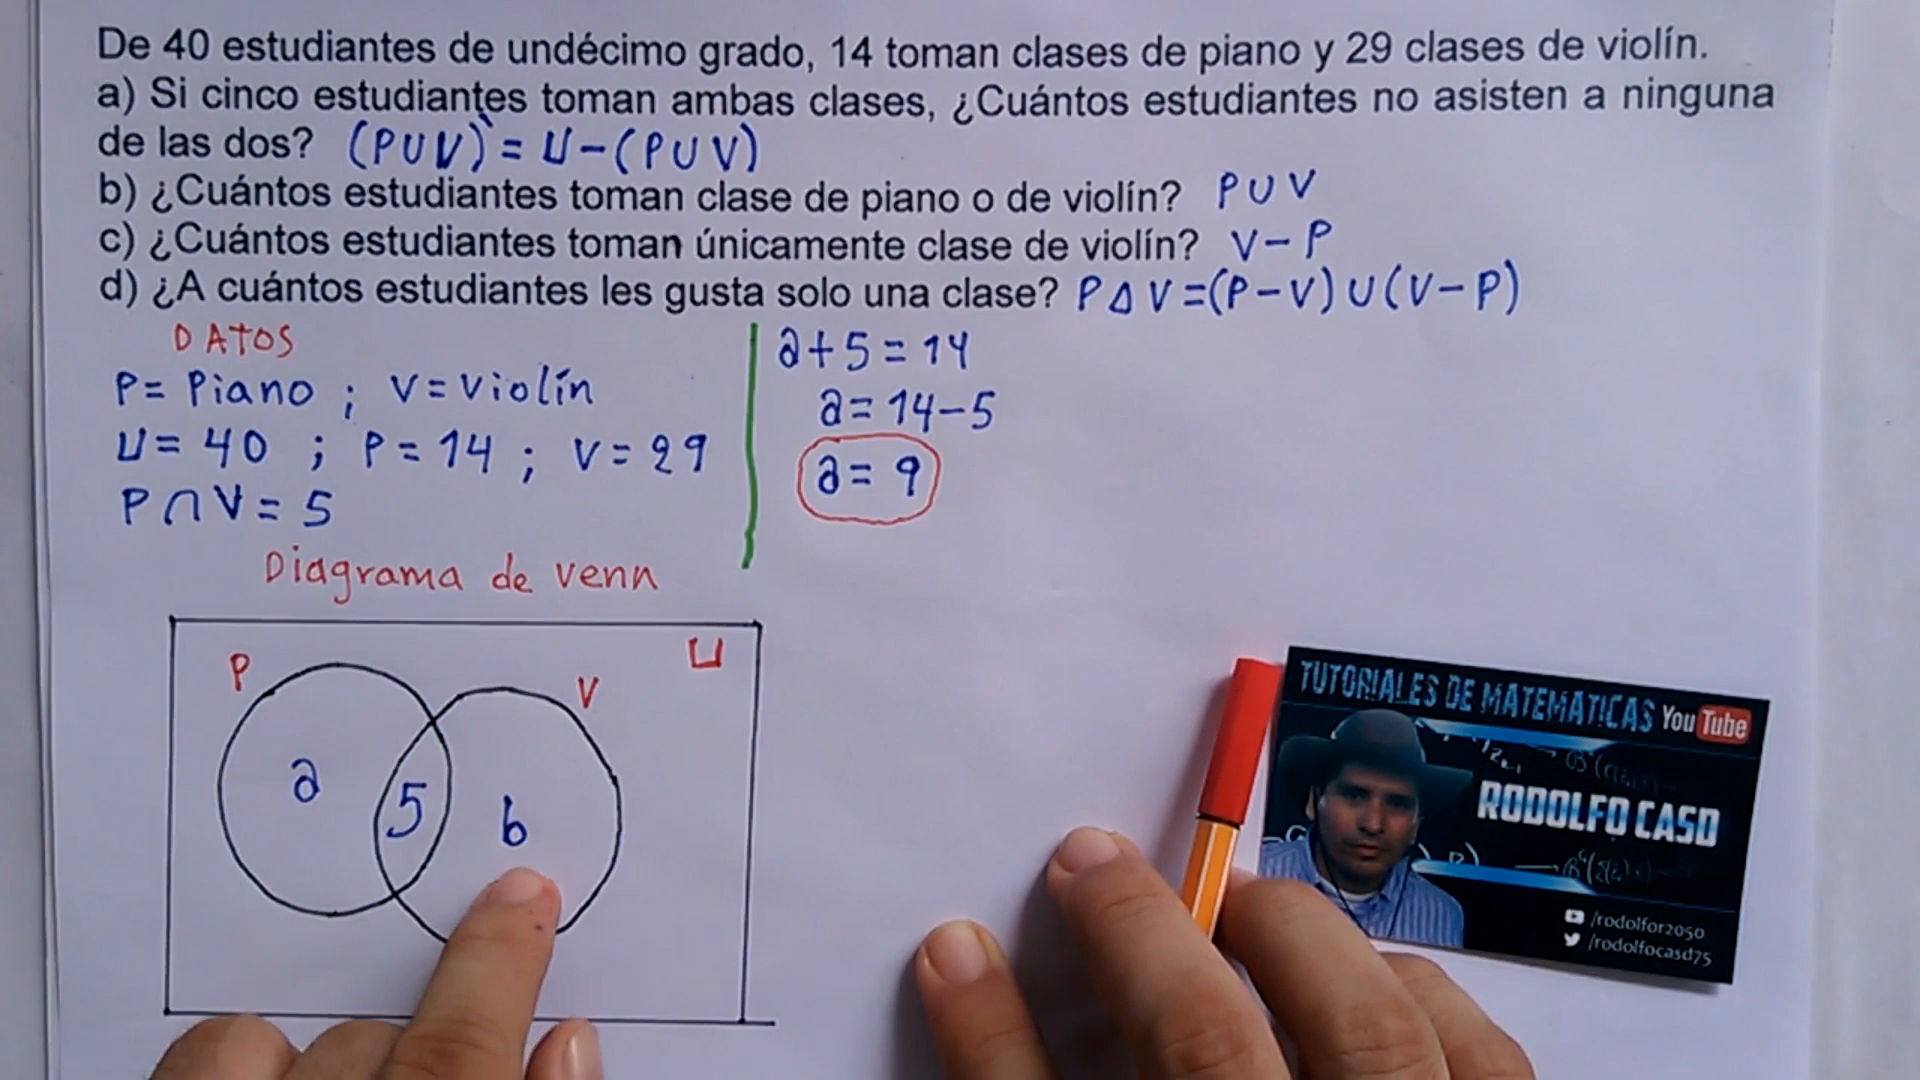 De 40 estudiantes de undécimo grado, 14 toman clases de piano y 29 clases de violín.
a) Si cinco estudiantes toman ambas clases, ¿Cuántos estudiantes no asisten a ninguna
de las dos? (P∪V)` = U-(P∪V)
b) ¿Cuántos estudiantes toman clase de piano o de violín? P∪V
c) ¿Cuántos estudiantes toman únicamente clase de violín? V-P
d) ¿A cuántos estudiantes les gusta solo una clase? P△V=(P-V)∪(V-P)
DATOS
P= Piano ; V= Violín
U= 40 ; P= 14 ; V= 29
P∩V= 5
a+5=14
a=14-5
a= 9
Diagrama de venn
P
V
U
a
5
b
TUTORIALES DE MATEMATICAS YouTube
RODOLFO CASD
/rodolfor2050
/rodolfocasd75